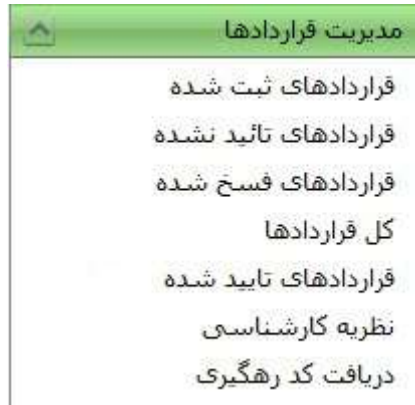 مدیریت قراردادها
قراردادهای ثبت شده
قراردادهای تائید نشده
قراردادهای فسخ شده
کل قراردادها
قراردادهای تایید شده
نظریه کارشناسی
دریافت کد رهگیری